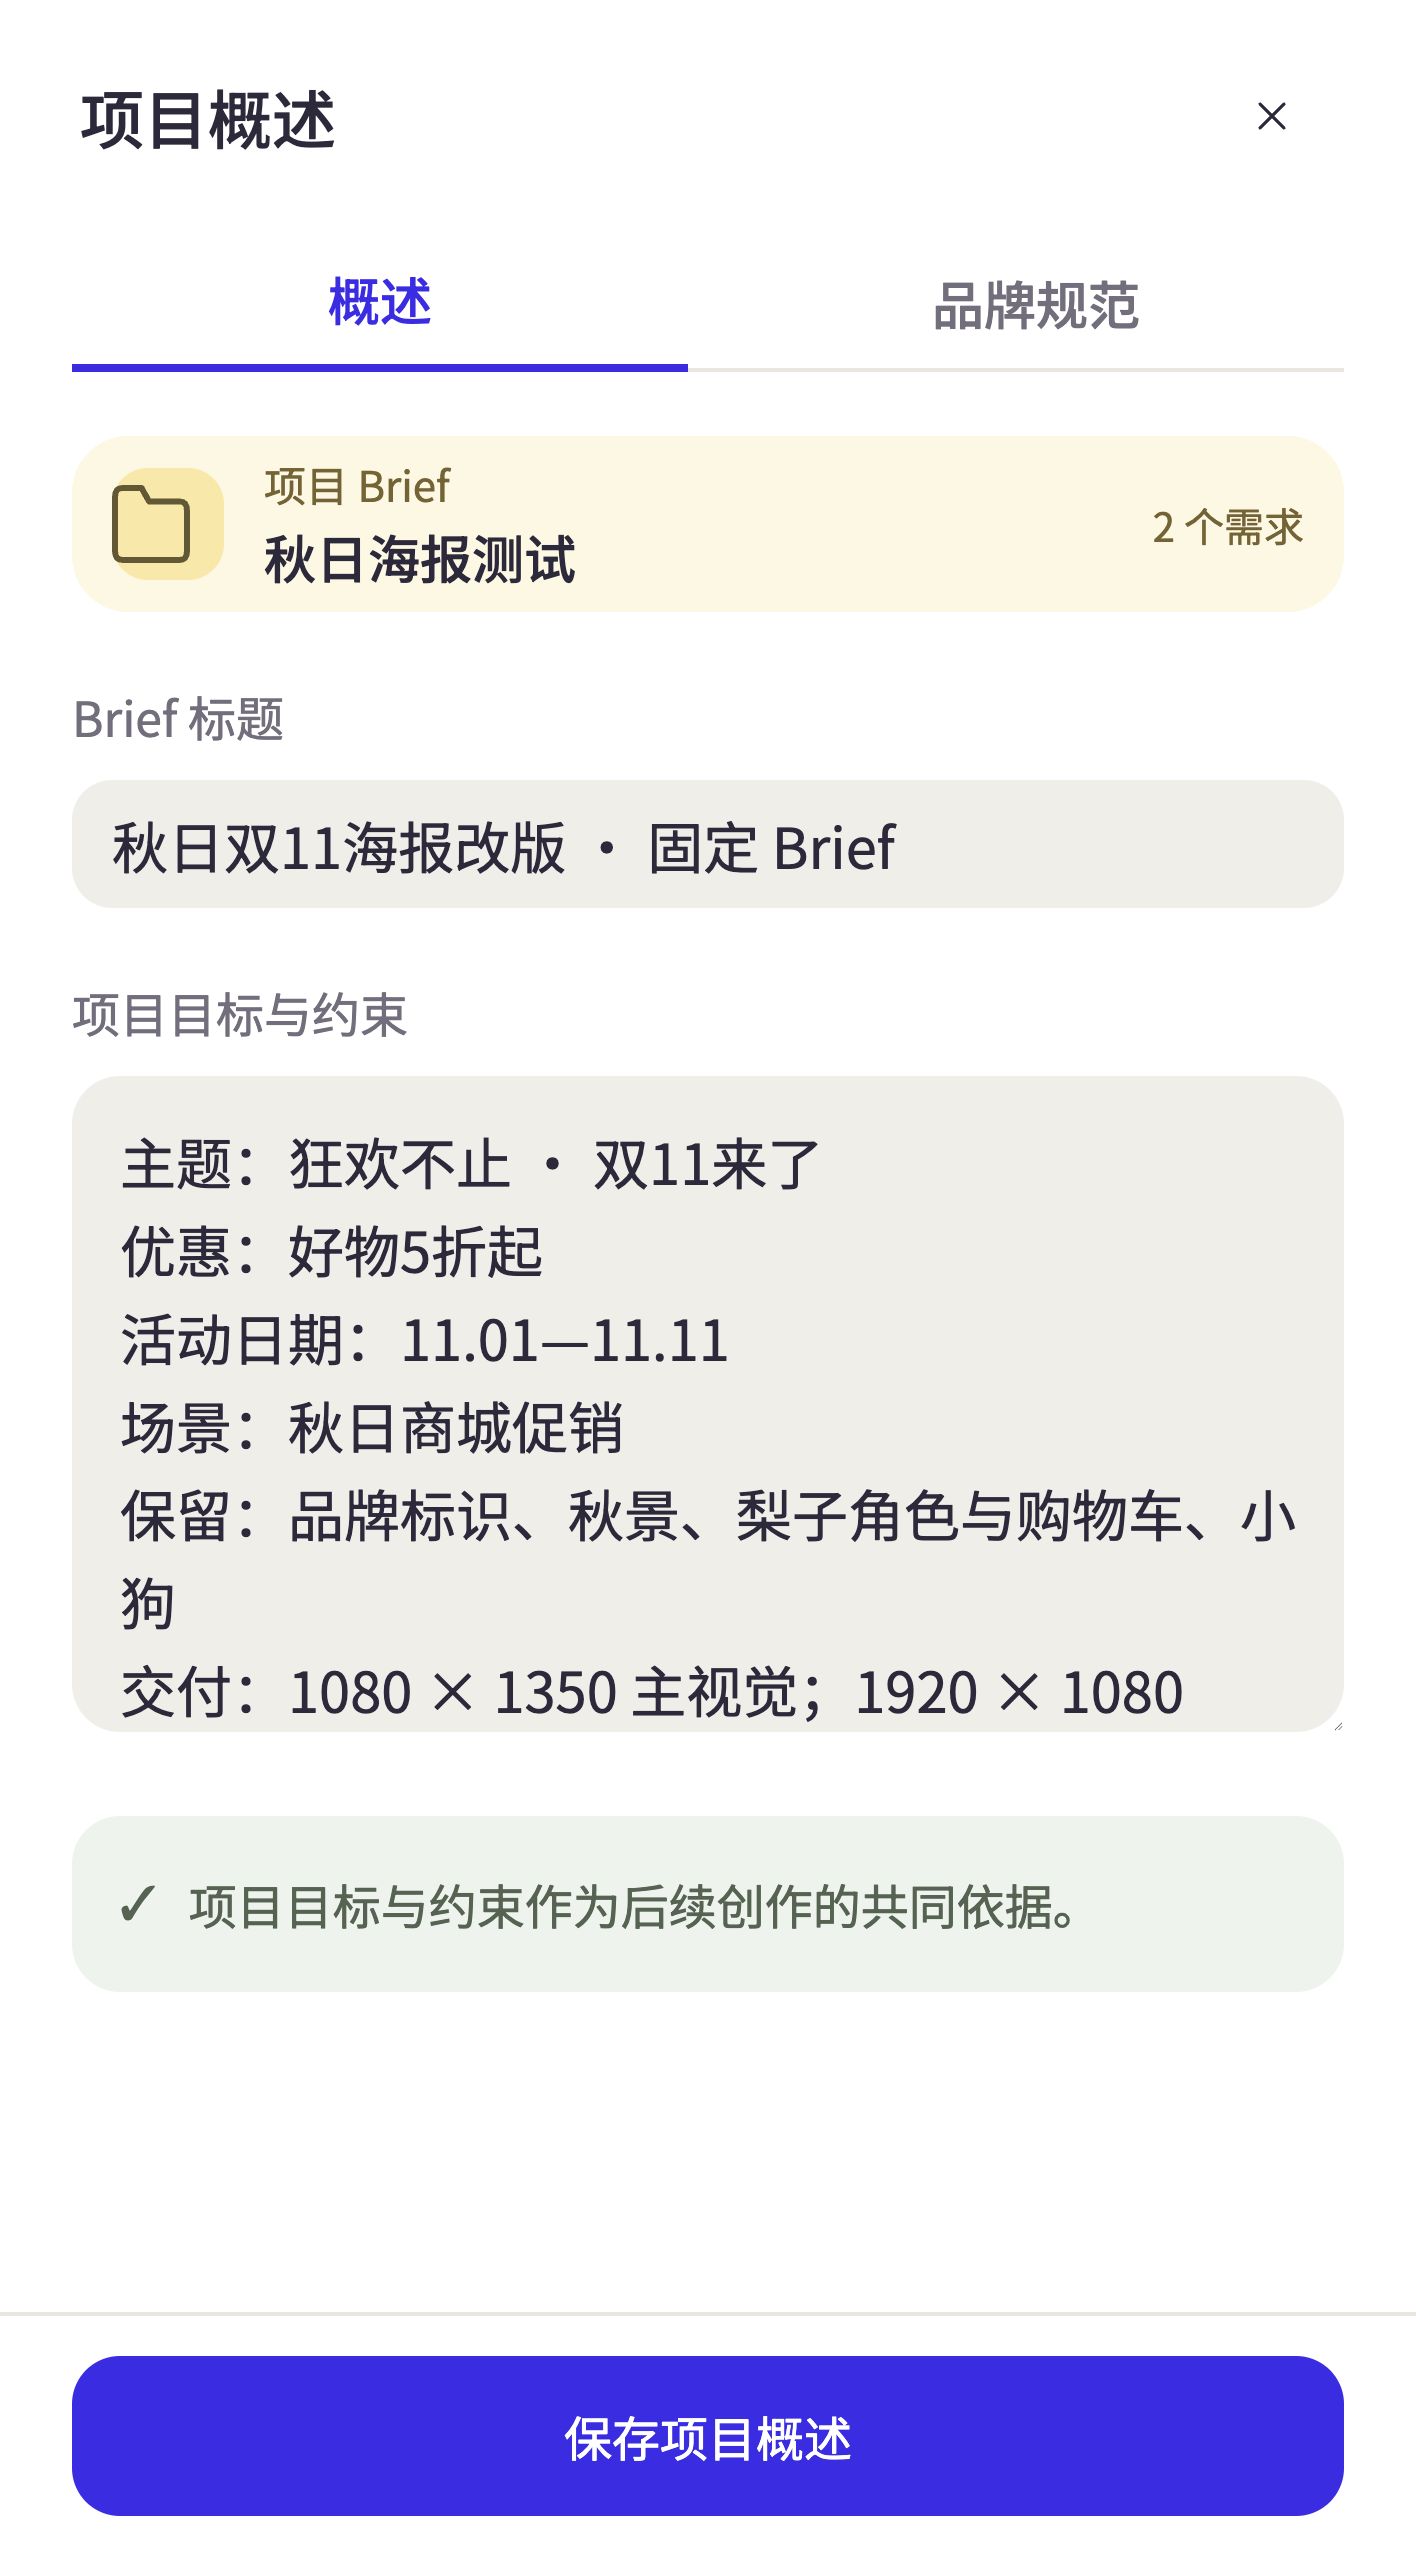 项目概述
概述
品牌规范
项目 Brief
秋日海报测试
2 个需求
Brief 标题
秋日双11海报改版 · 固定 Brief
项目目标与约束
主题：狂欢不止 · 双11来了
优惠：好物5折起
活动日期：11.01—11.11
场景：秋日商城促销
保留：品牌标识、秋景、梨子角色与购物车、小
狗
交付：1080 × 1350 主视觉；1920 × 1080
✓ 项目目标与约束作为后续创作的共同依据。
保存项目概述